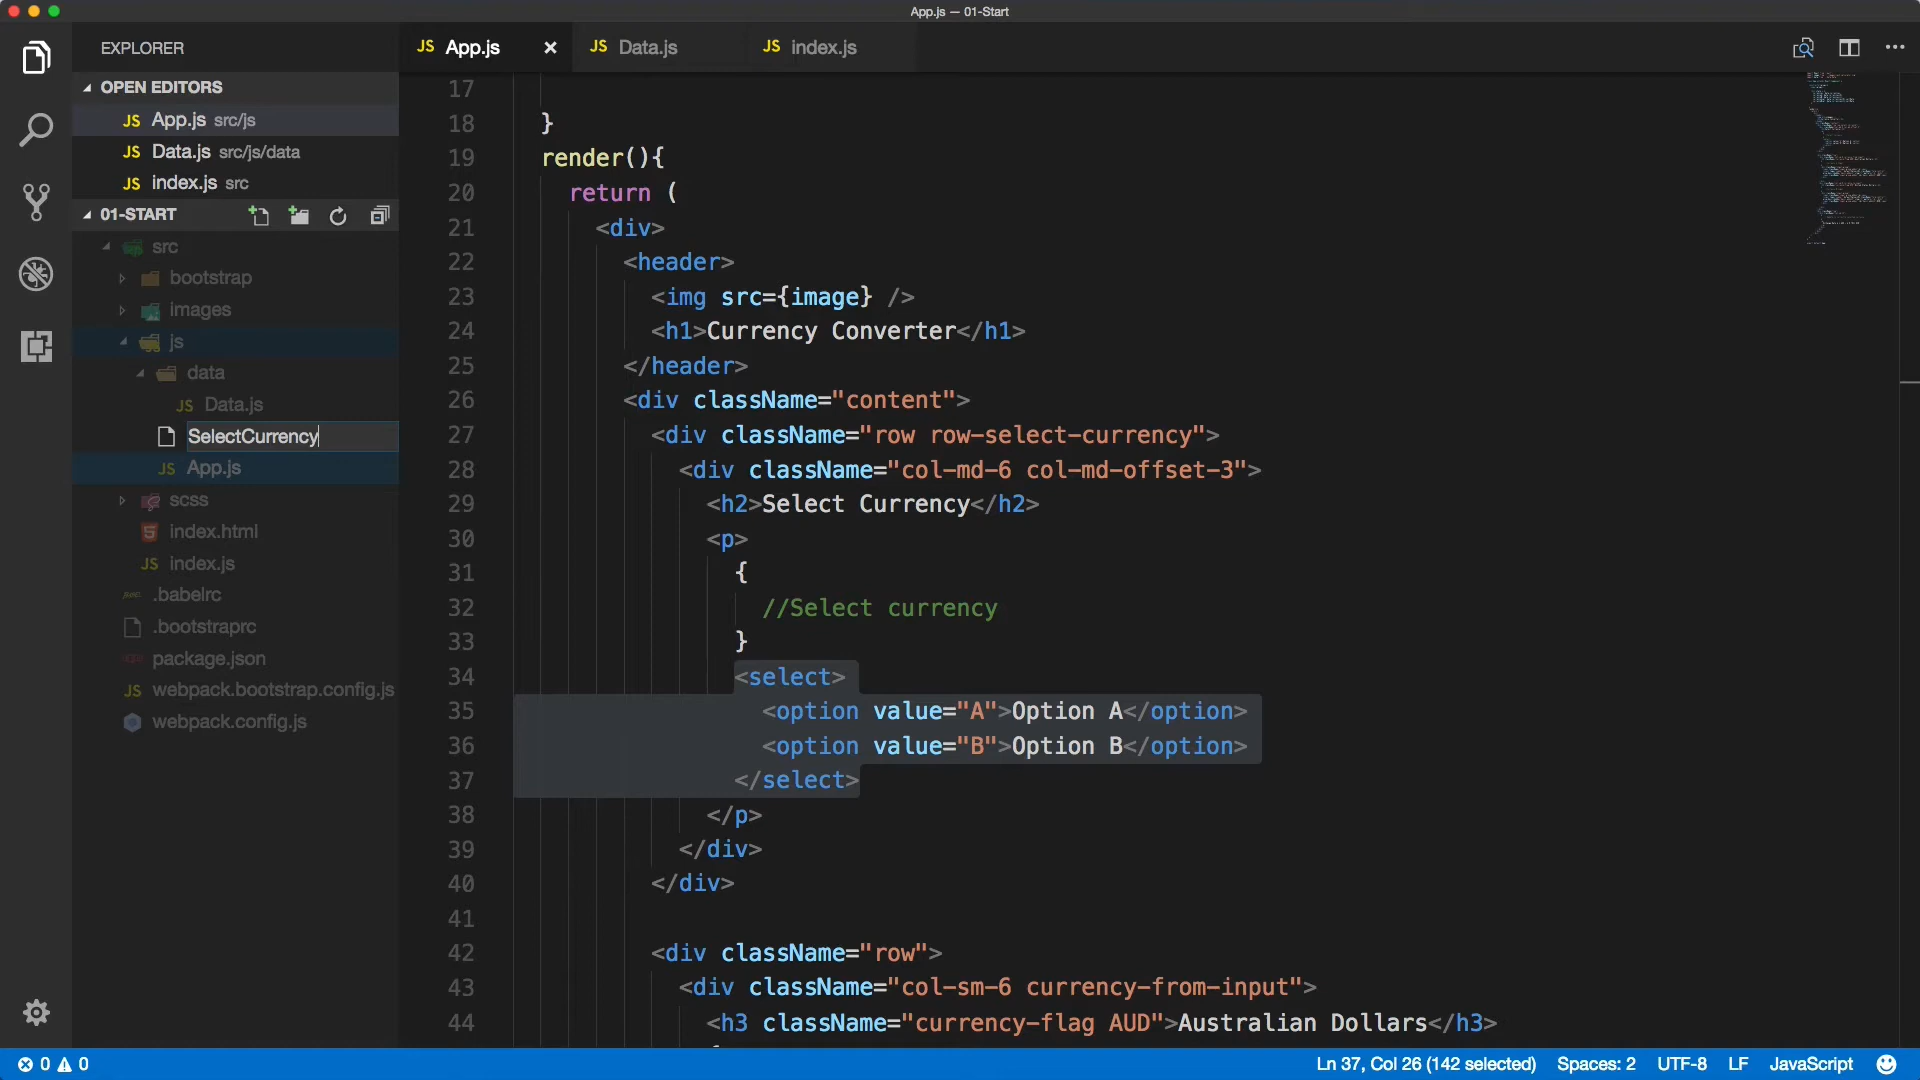 App.js — 01-Start
EXPLORER
OPEN EDITORS
JS App.js src/js
JS Data.js src/js/data
JS index.js src
01-START
src
bootstrap
images
js
data
JS Data.js
SelectCurrency
JS App.js
scss
index.html
JS index.js
.babelrc
.bootstraprc
package.json
JS webpack.bootstrap.config.js
webpack.config.js
JS App.js × JS Data.js JS index.js
17
18 }
19 render(){
20 return (
21 <div>
22 <header>
23 <img src={image} />
24 <h1>Currency Converter</h1>
25 </header>
26 <div className="content">
27 <div className="row row-select-currency">
28 <div className="col-md-6 col-md-offset-3">
29 <h2>Select Currency</h2>
30 <p>
31 {
32 //Select currency
33 }
34 <select>
35 <option value="A">Option A</option>
36 <option value="B">Option B</option>
37 </select>
38 </p>
39 </div>
40 </div>
41
42 <div className="row">
43 <div className="col-sm-6 currency-from-input">
44 <h3 className="currency-flag AUD">Australian Dollars</h3>
0 0 Ln 37, Col 26 (142 selected) Spaces: 2 UTF-8 LF JavaScript